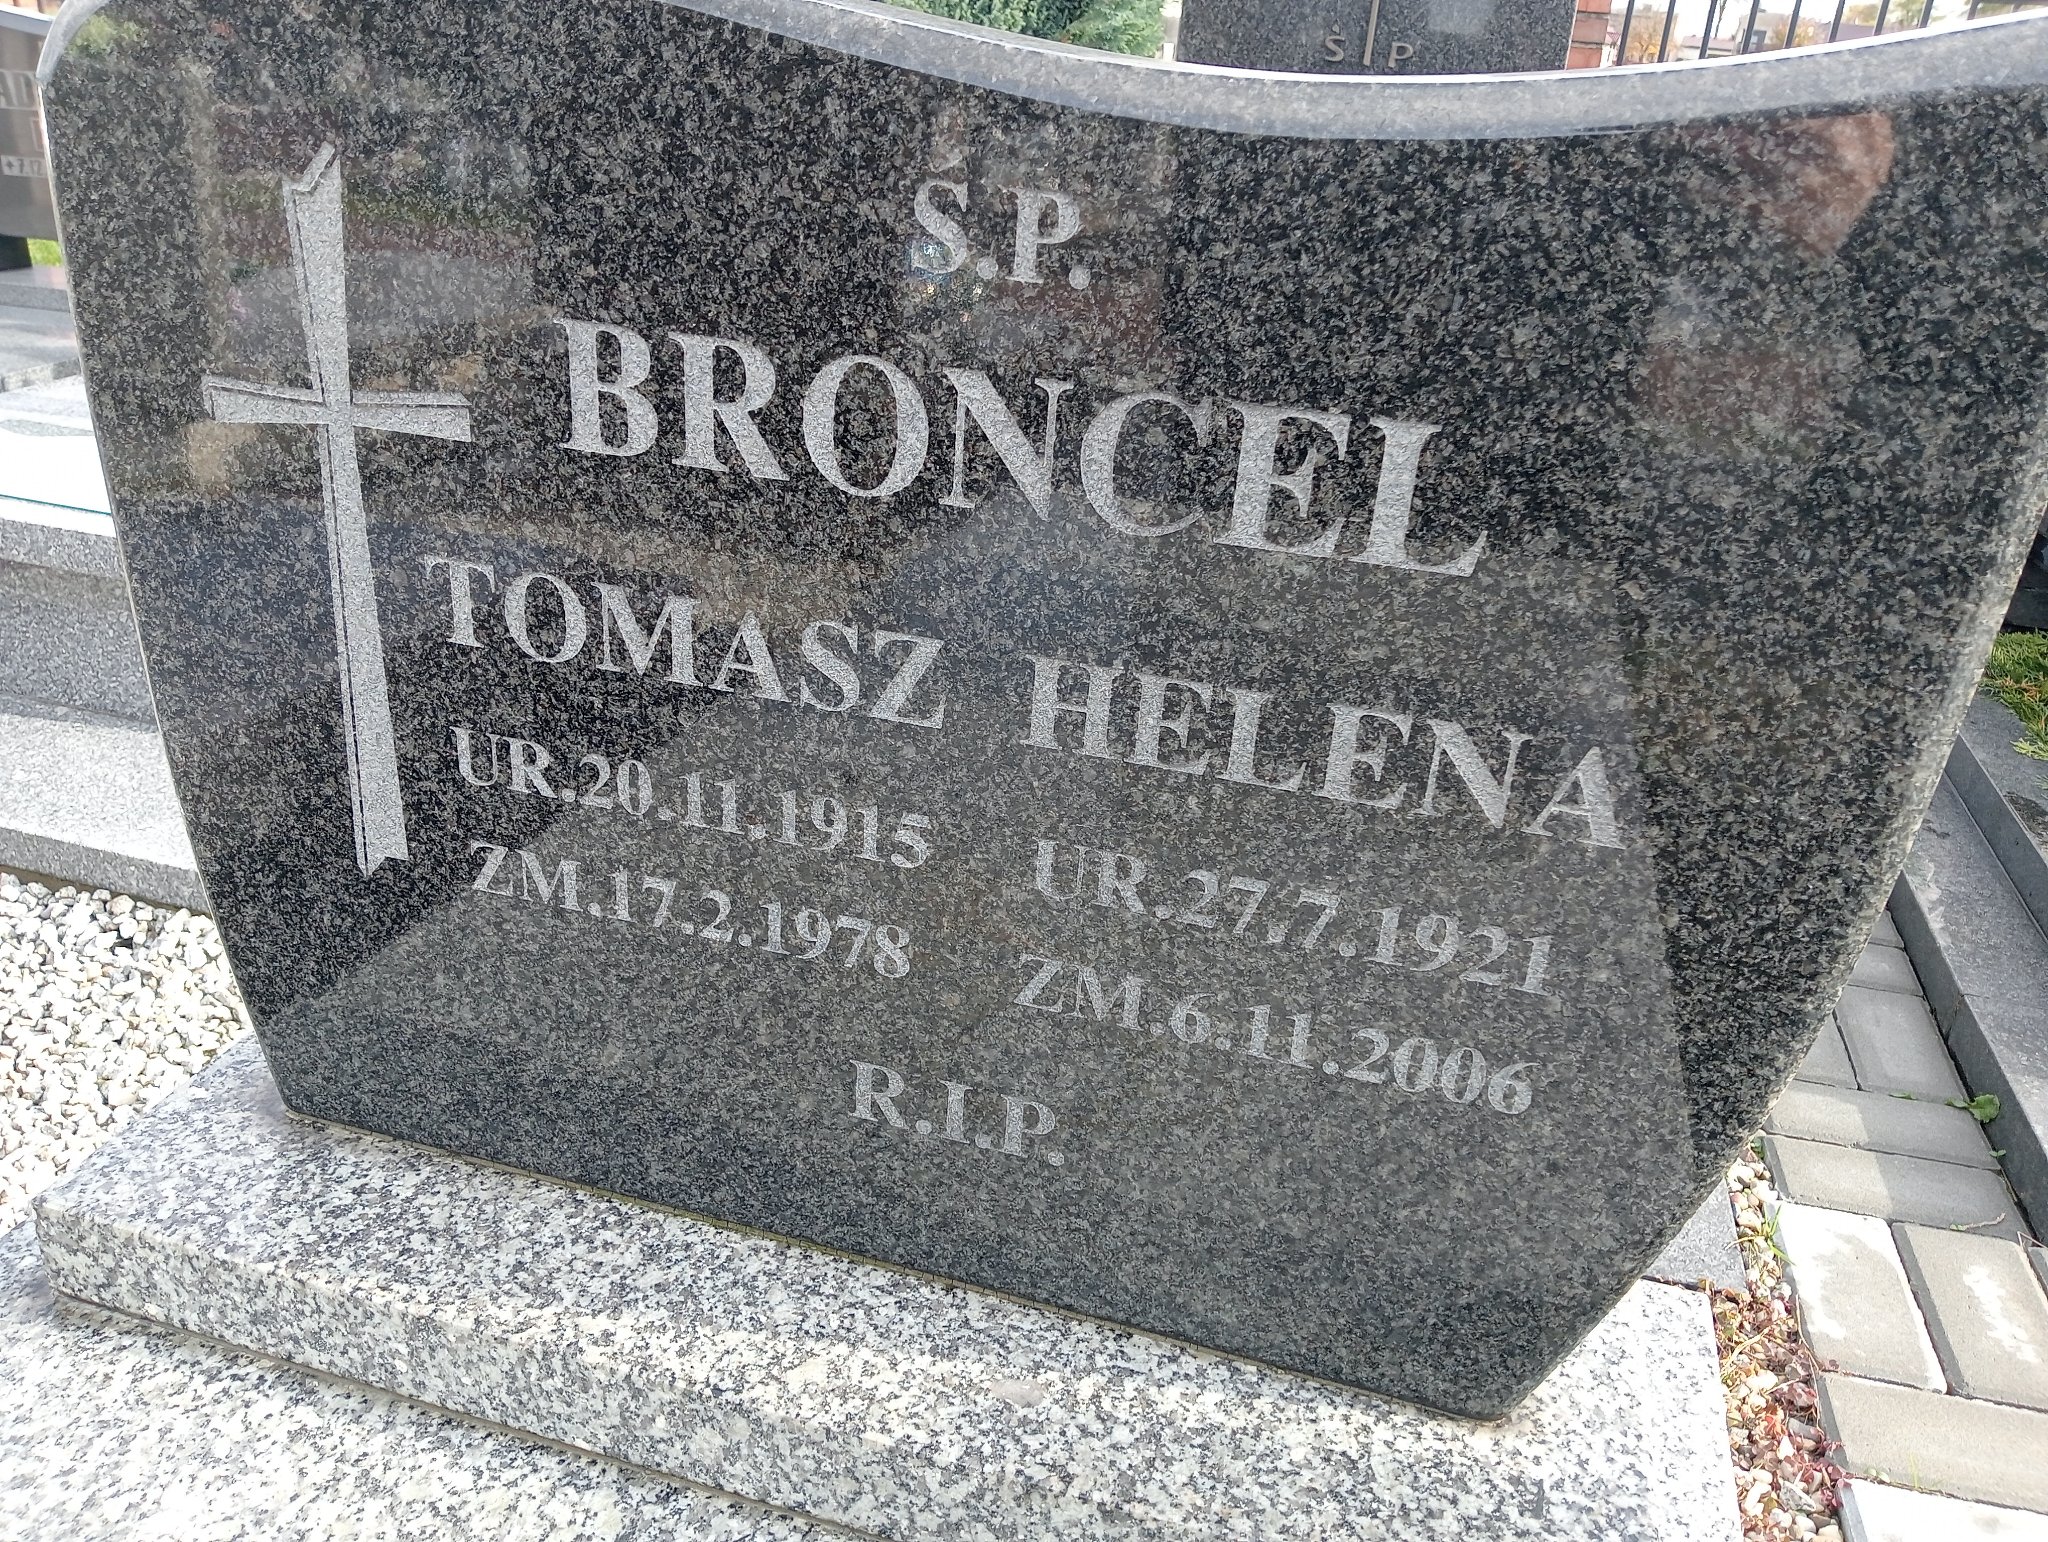 Ś P
Ś.P.
BRONCEL
TOMASZ HELENA
UR.20.11.1915 UR.27.7.1921
ZM.17.2.1978 ZM.6.11.2006
R.I.P.